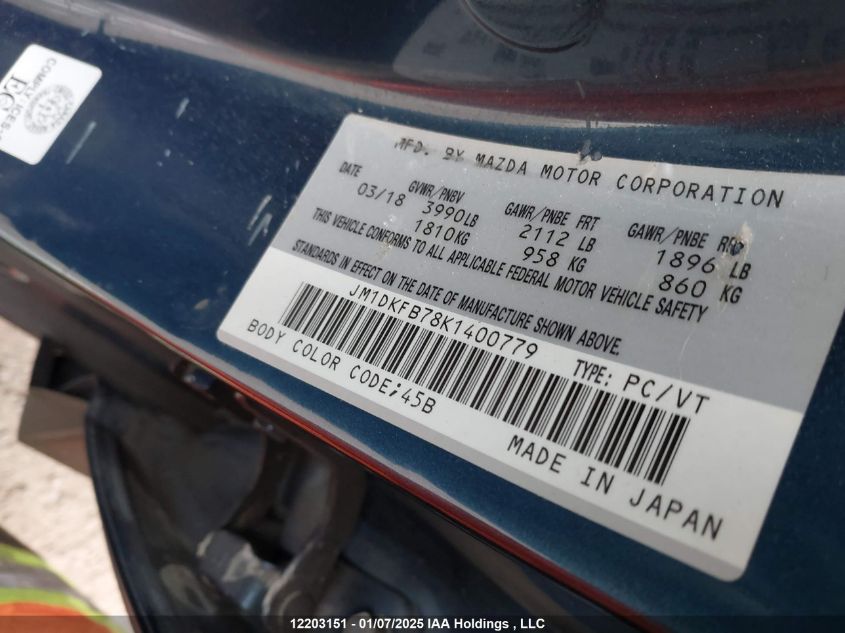 COMPL
ICES-
EC
MFD. BY MAZDA MOTOR CORPORATION
DATE GVWR/PNBV GAWR/PNBE FRT GAWR/PNBE RR
03/18 3990LB 2112 LB 1896 LB
1810KG 958 KG 860 KG
THIS VEHICLE CONFORMS TO ALL APPLICABLE FEDERAL MOTOR VEHICLE SAFETY
STANDARDS IN EFFECT ON THE DATE OF MANUFACTURE SHOWN ABOVE.
JM1DKFB78K1400779 TYPE: PC/VT
BODY COLOR CODE;45B
MADE IN JAPAN
12203151 - 01/07/2025 IAA Holdings , LLC